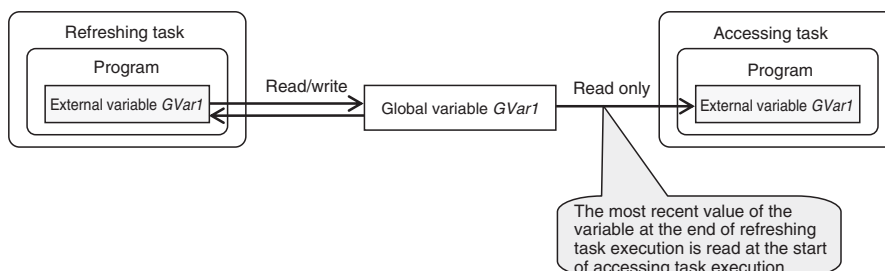 Refreshing task
Program
External variable GVar1
Read/write
Global variable GVar1
Read only
Accessing task
Program
External variable GVar1
The most recent value of the
variable at the end of refreshing
task execution is read at the start
of accessing task execution